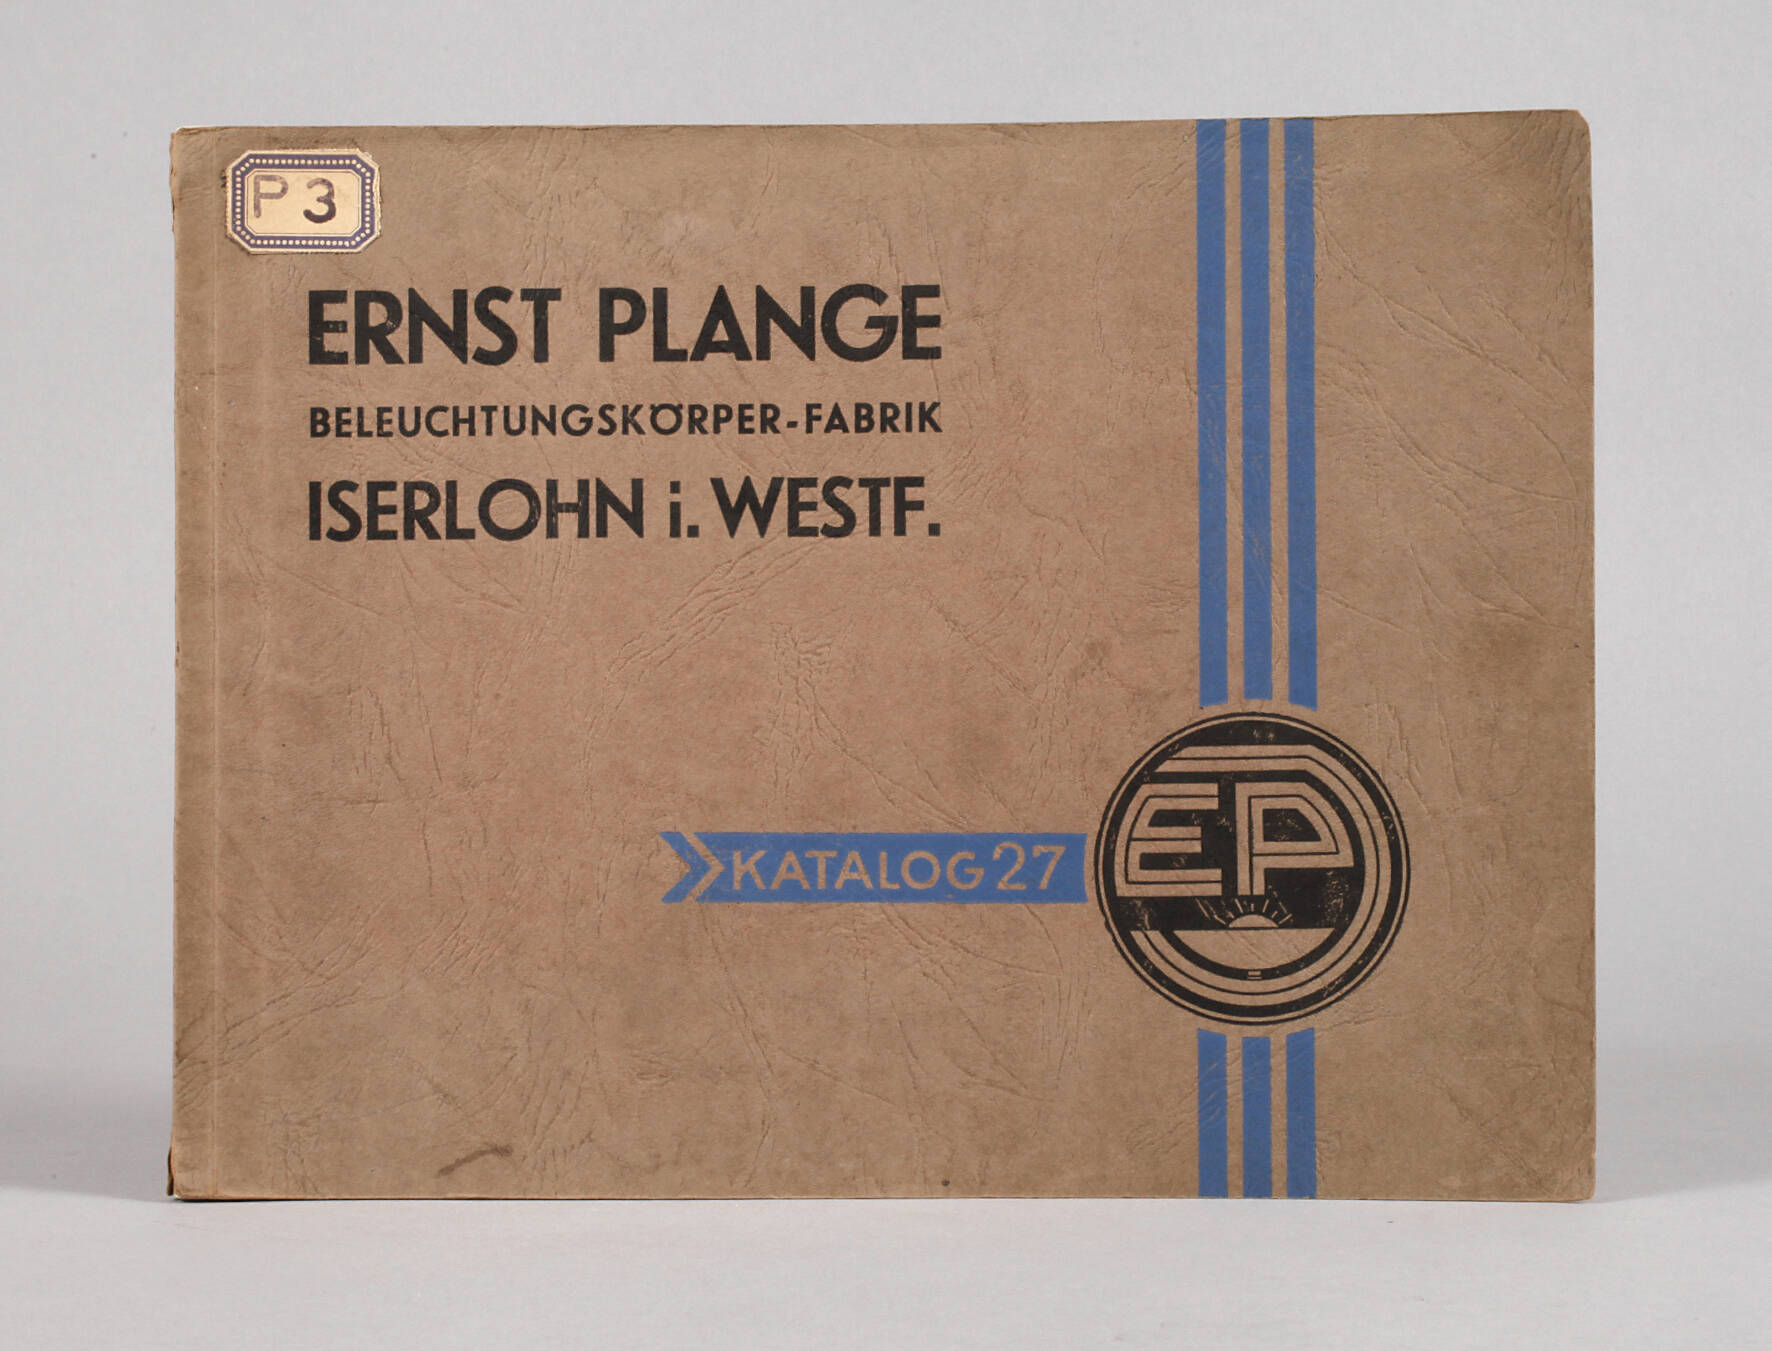 P 3
ERNST PLANGE
BELEUCHTUNGSKÖRPER-FABRIK
ISERLOHN i. WESTF.
KATALOG 27
EP